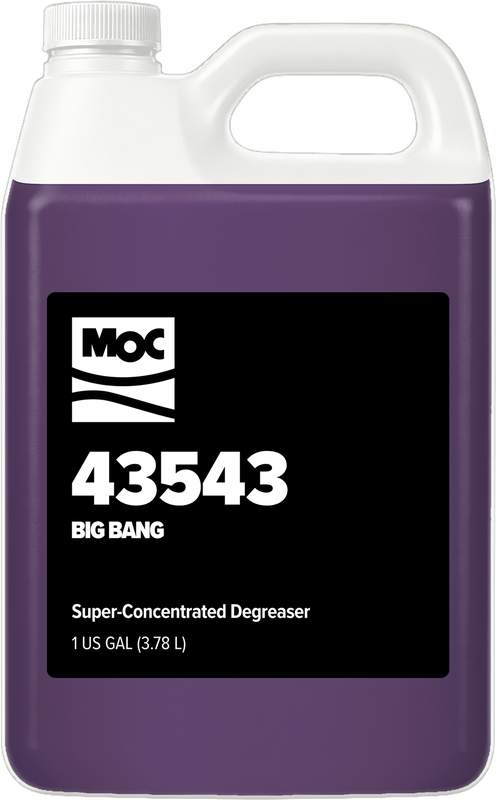 MOC
43543
BIG BANG
Super-Concentrated Degreaser
1 US GAL (3.78 L)